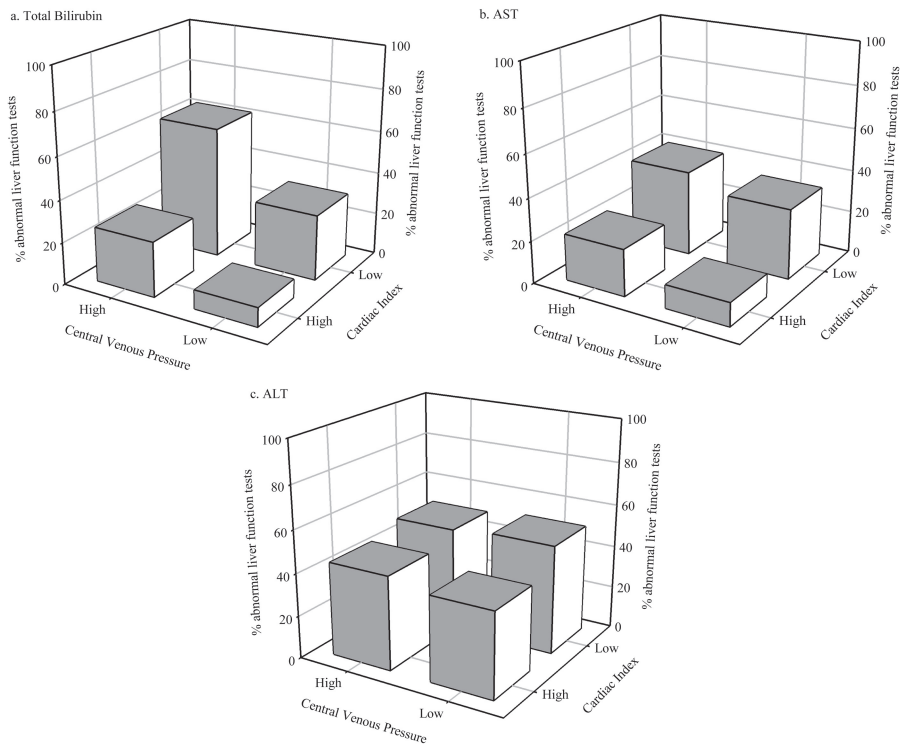 a. Total Bilirubin
% abnormal liver function tests
100
80
60
40
20
0
100
80
60
40
20
0
% abnormal liver function tests
High
Low
Central Venous Pressure
Low
High
Cardiac Index
b. AST
% abnormal liver function tests
100
80
60
40
20
0
100
80
60
40
20
0
% abnormal liver function tests
High
Low
Central Venous Pressure
Low
High
Cardiac Index
c. ALT
% abnormal liver function tests
100
80
60
40
20
0
100
80
60
40
20
0
% abnormal liver function tests
High
Low
Central Venous Pressure
Low
High
Cardiac Index